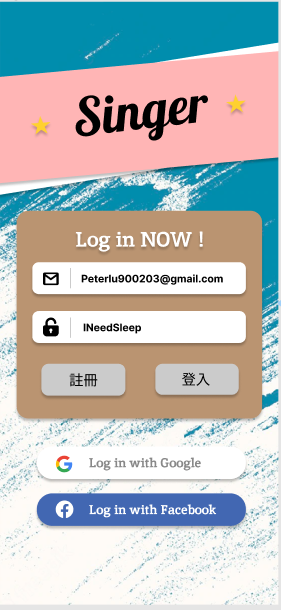 Singer
Log in NOW !
Peterlu900203@gmail.com
INeedSleep
註冊
登入
Log in with Google
Log in with Facebook